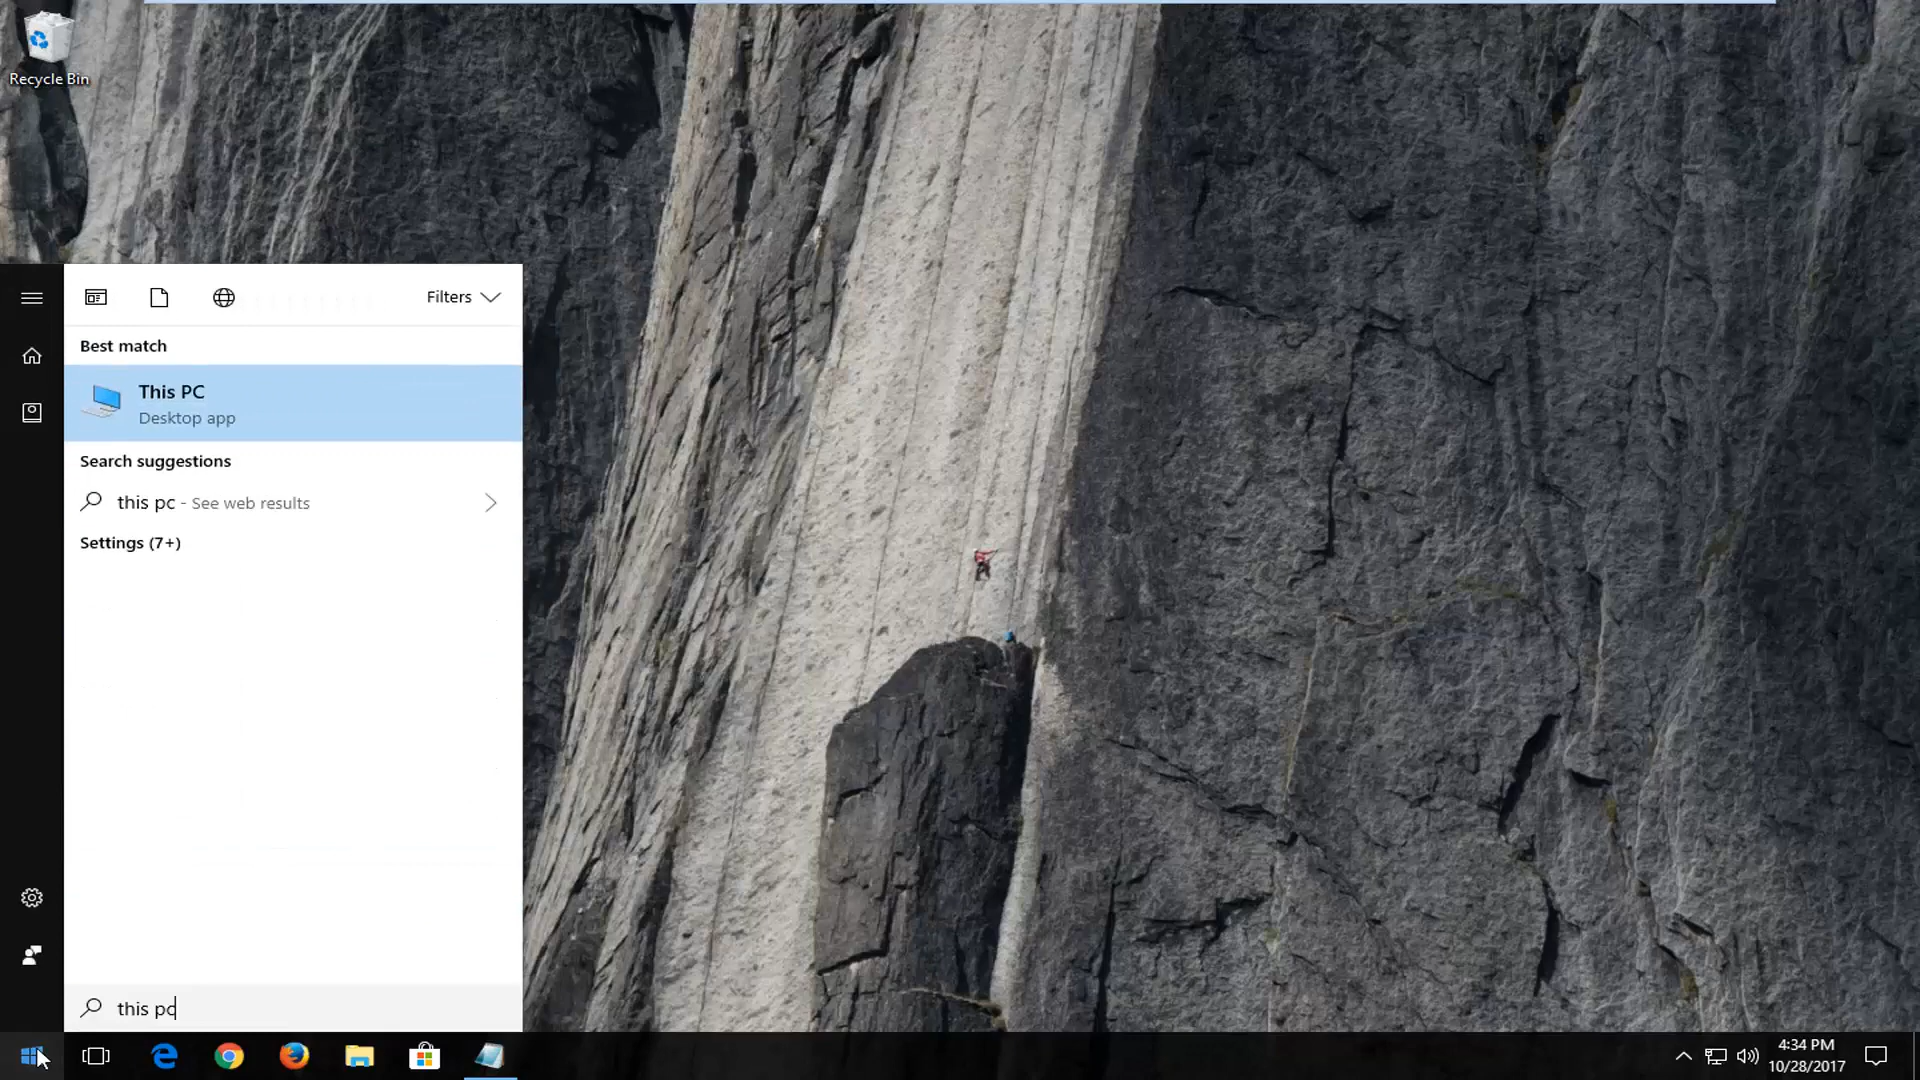 Recycle Bin
Filters
Best match
This PC
Desktop app
Search suggestions
this pc - See web results
Settings (7+)
this pc
4:34 PM
10/28/2017